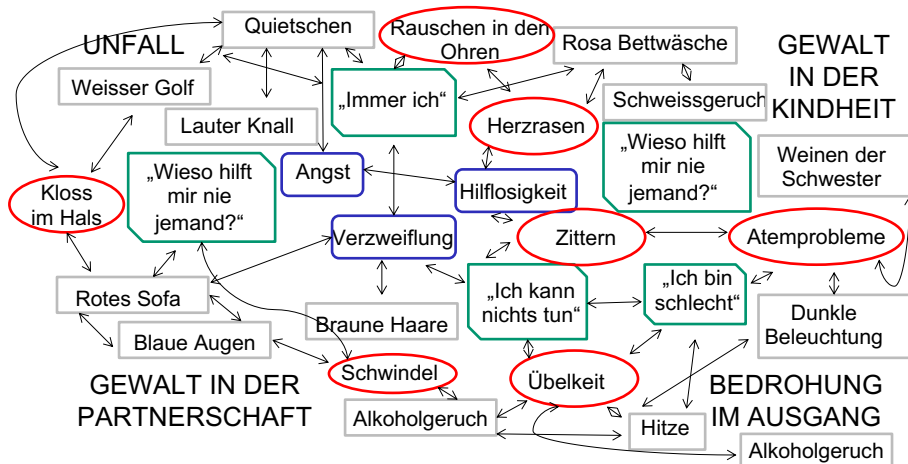 Quietschen
Rauschen in den
Ohren
UNFALL
Rosa Bettwäsche
GEWALT
IN DER
KINDHEIT
Weisser Golf
„Immer ich“
Schweissgeruch
Lauter Knall
Herzrasen
„Wieso hilft
mir nie
jemand?“
Angst
Hilflosigkeit
„Wieso hilft
mir nie
jemand?“
Weinen der
Schwester
Kloss
im Hals
Verzweiflung
Zittern
Atemprobleme
Rotes Sofa
„Ich kann
nichts tun“
„Ich bin
schlecht“
Dunkle
Beleuchtung
Braune Haare
Blaue Augen
Schwindel
Übelkeit
GEWALT IN DER
PARTNERSCHAFT
BEDROHUNG
IM AUSGANG
Alkoholgeruch
Hitze
Alkoholgeruch